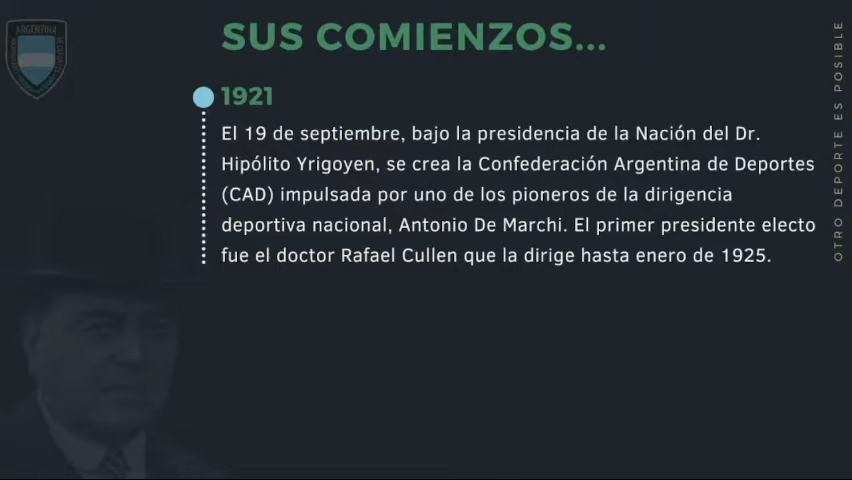 SUS COMIENZOS...
1921
El 19 de septiembre, bajo la presidencia de la Nación del Dr.
Hipólito Yrigoyen, se crea la Confederación Argentina de Deportes
(CAD) impulsada por uno de los pioneros de la dirigencia
deportiva nacional, Antonio De Marchi. El primer presidente electo
fue el doctor Rafael Cullen que la dirige hasta enero de 1925.
OTRO DEPORTE ES POSIBLE
ARGENTINA